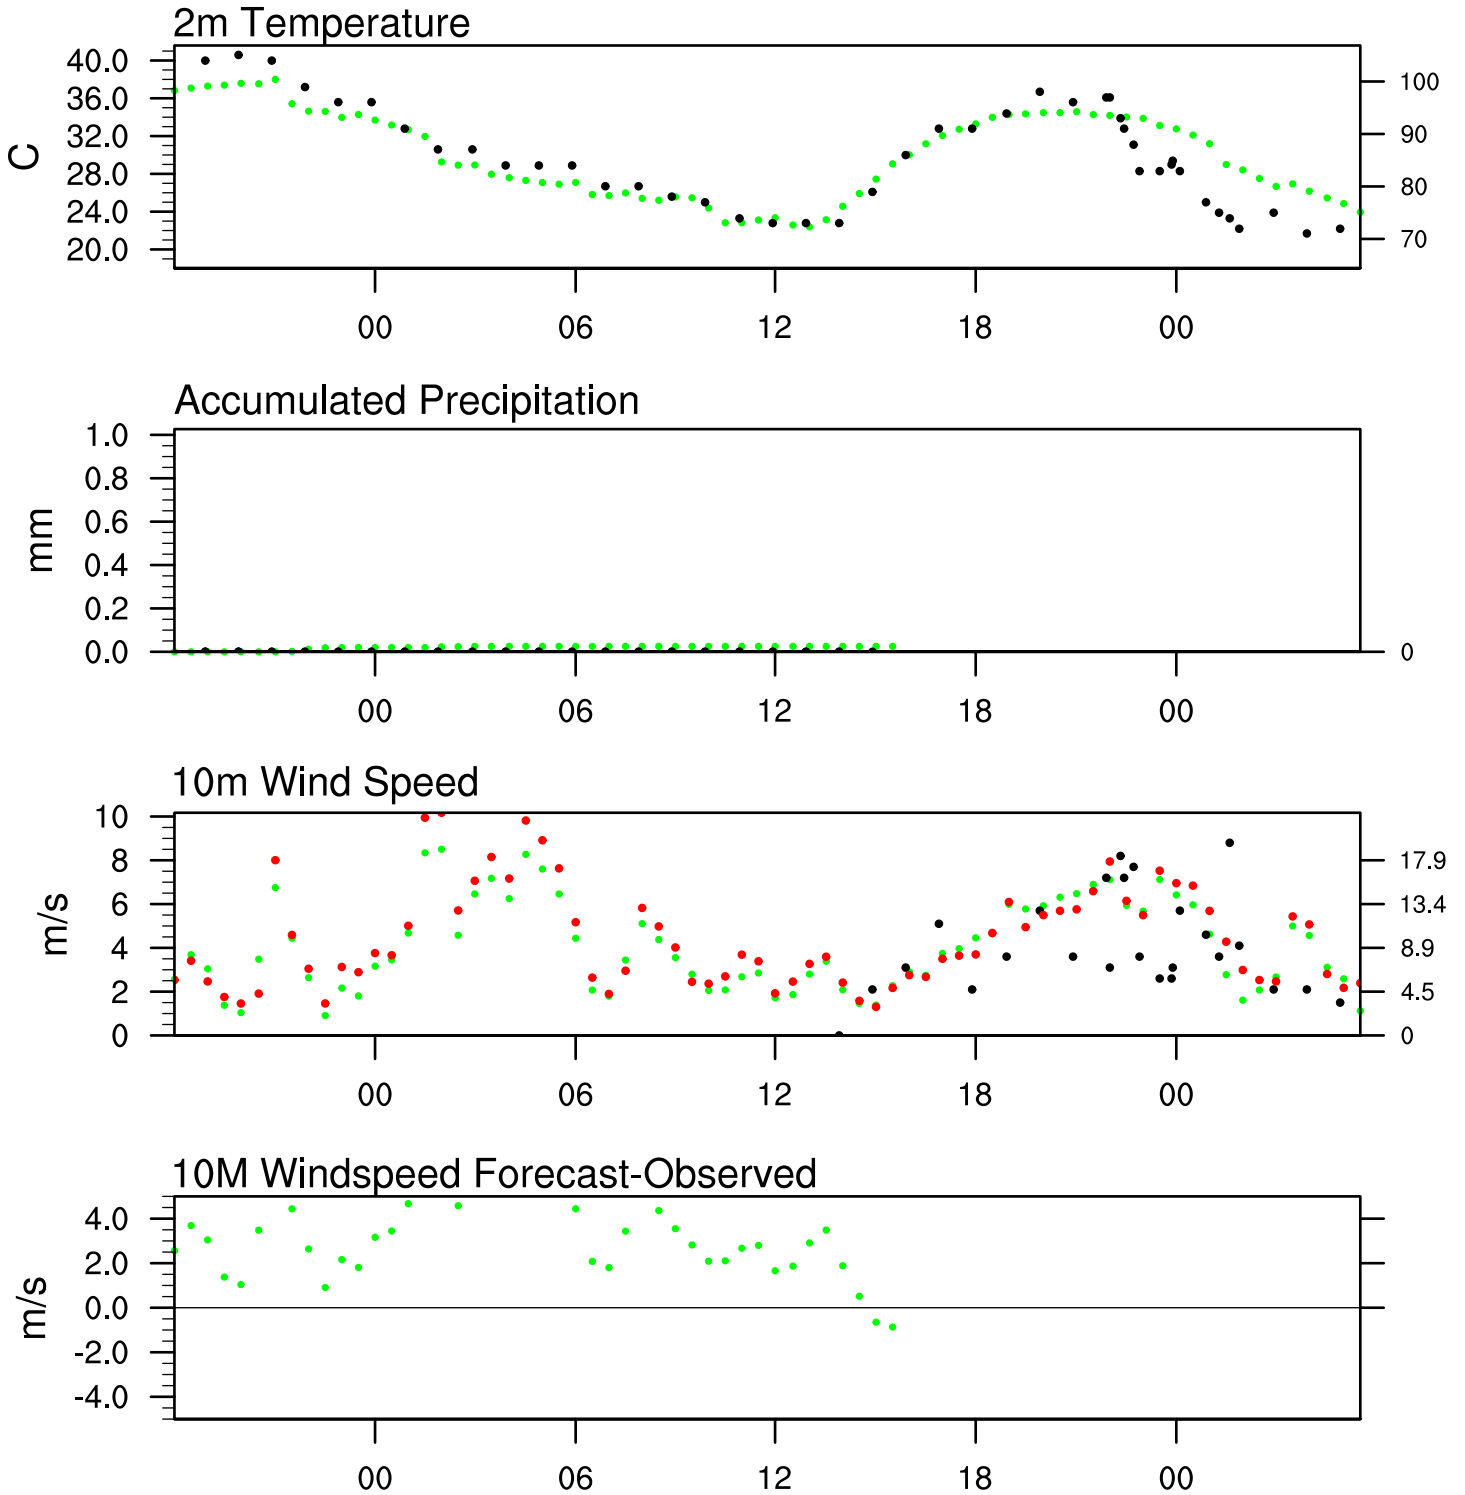 2m Temperature
40.0
36.0
32.0
28.0
24.0
20.0
C
100
90
80
70
00 06 12 18 00
Accumulated Precipitation
1.0
0.8
0.6
0.4
0.2
0.0
mm
0
00 06 12 18 00
10m Wind Speed
10
8
6
4
2
0
m/s
17.9
13.4
8.9
4.5
0
00 06 12 18 00
10M Windspeed Forecast-Observed
4.0
2.0
0.0
-2.0
-4.0
m/s
00 06 12 18 00